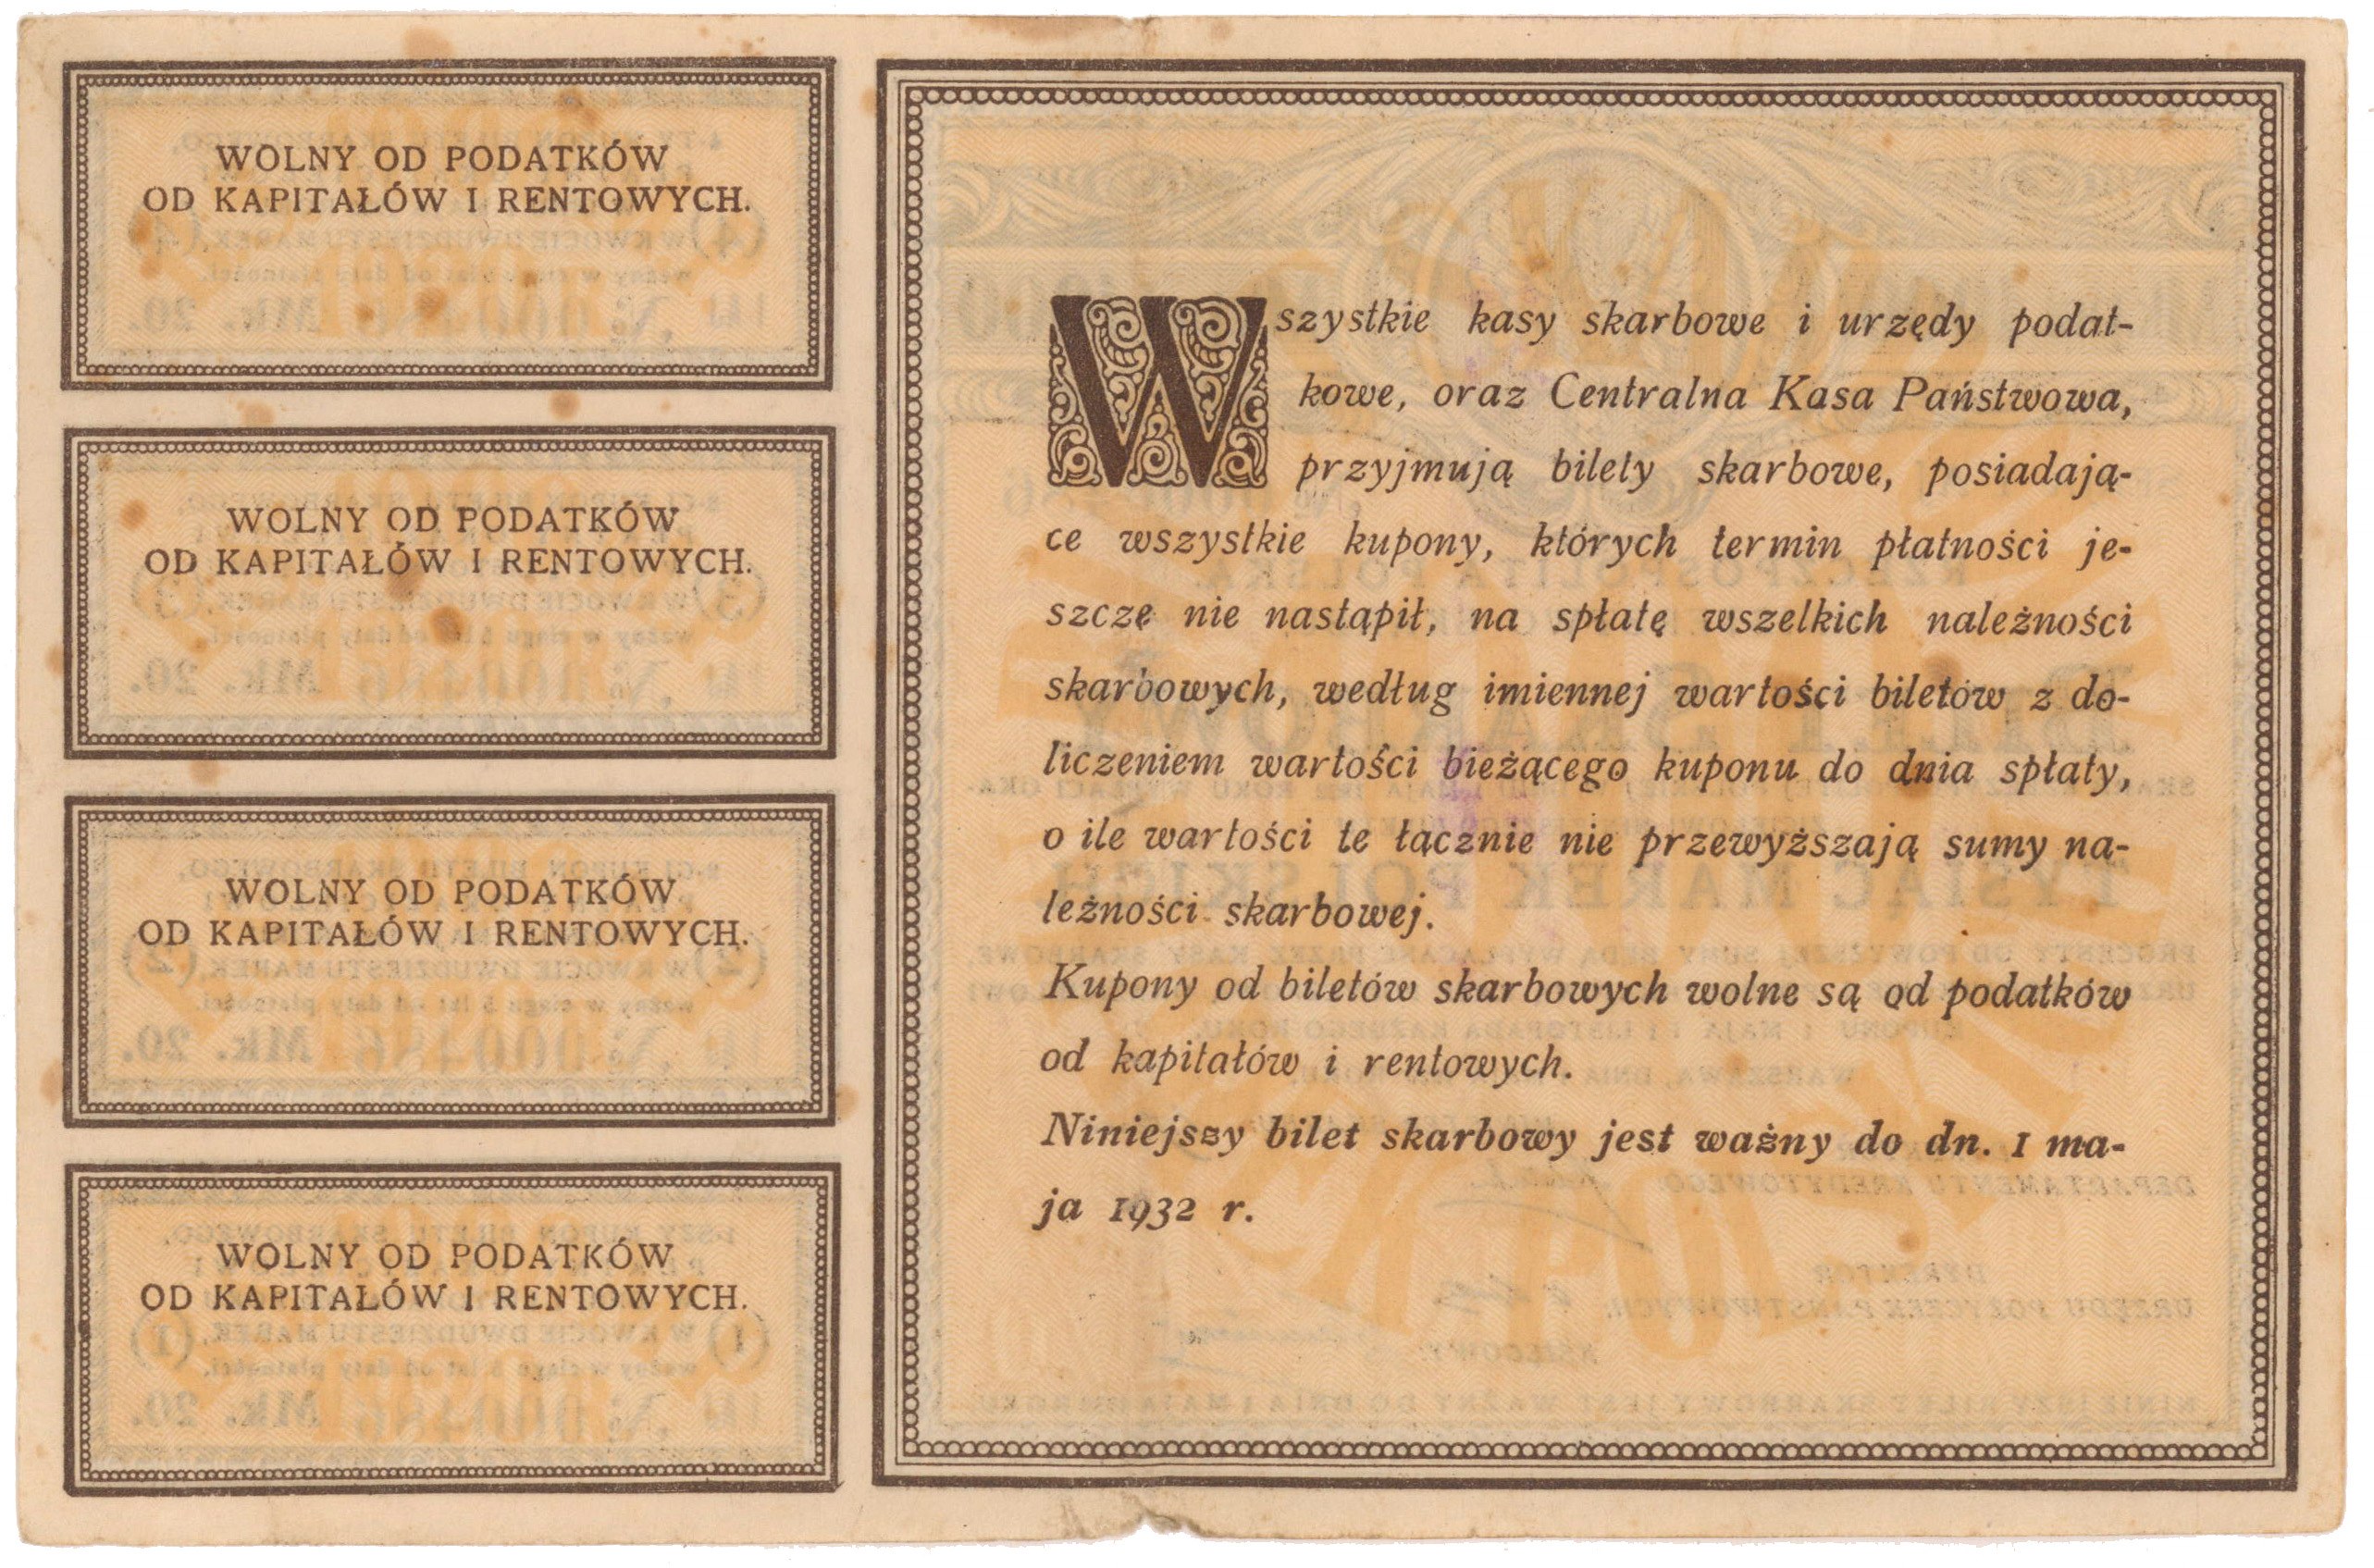 WOLNY OD PODATKÓW
OD KAPITAŁÓW I RENTOWYCH.
WOLNY OD PODATKÓW
OD KAPITAŁÓW I RENTOWYCH.
WOLNY OD PODATKÓW
OD KAPITAŁÓW I RENTOWYCH.
WOLNY OD PODATKÓW
OD KAPITAŁÓW I RENTOWYCH.
Wszystkie kasy skarbowe i urzędy podat-
kowe, oraz Centralna Kasa Państwowa,
przyjmują bilety skarbowe, posiadają-
ce wszystkie kupony, których termin płatności je-
szcze nie nastąpił, na spłatę wszelkich należności
skarbowych, według imiennej wartości biletów z do-
liczeniem wartości bieżącego kuponu do dnia spłaty,
o ile wartości te łącznie nie przewyższają sumy na-
leżności skarbowej.
Kupony od biletów skarbowych wolne są od podatków
od kapitałów i rentowych.
Niniejszy bilet skarbowy jest ważny do dn. 1 ma-
ja 1932 r.